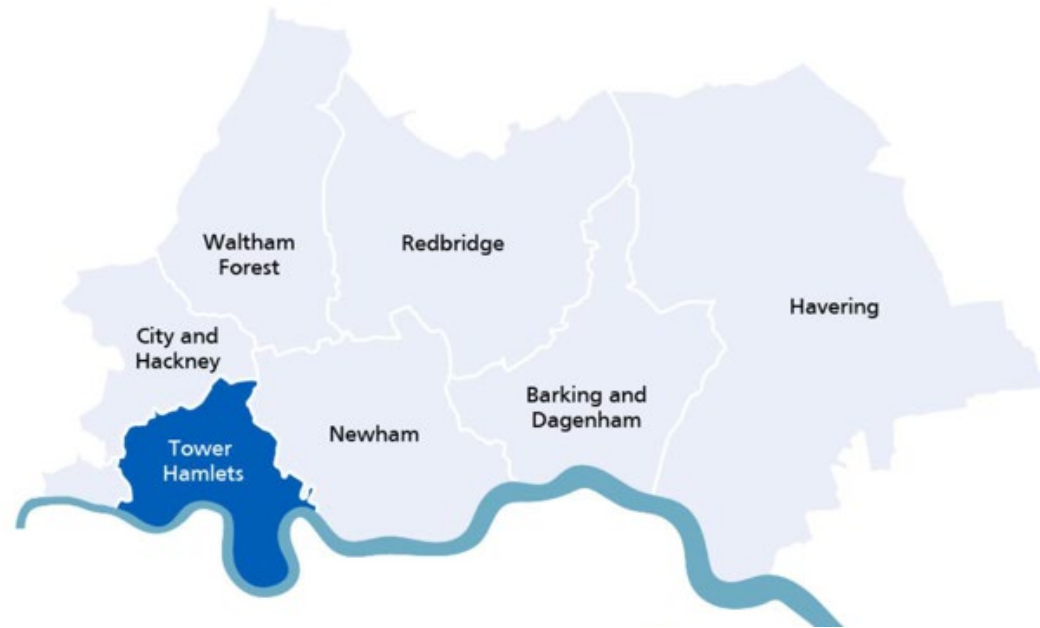 Waltham
Forest
Redbridge
Havering
City and
Hackney
Barking and
Dagenham
Newham
Tower
Hamlets